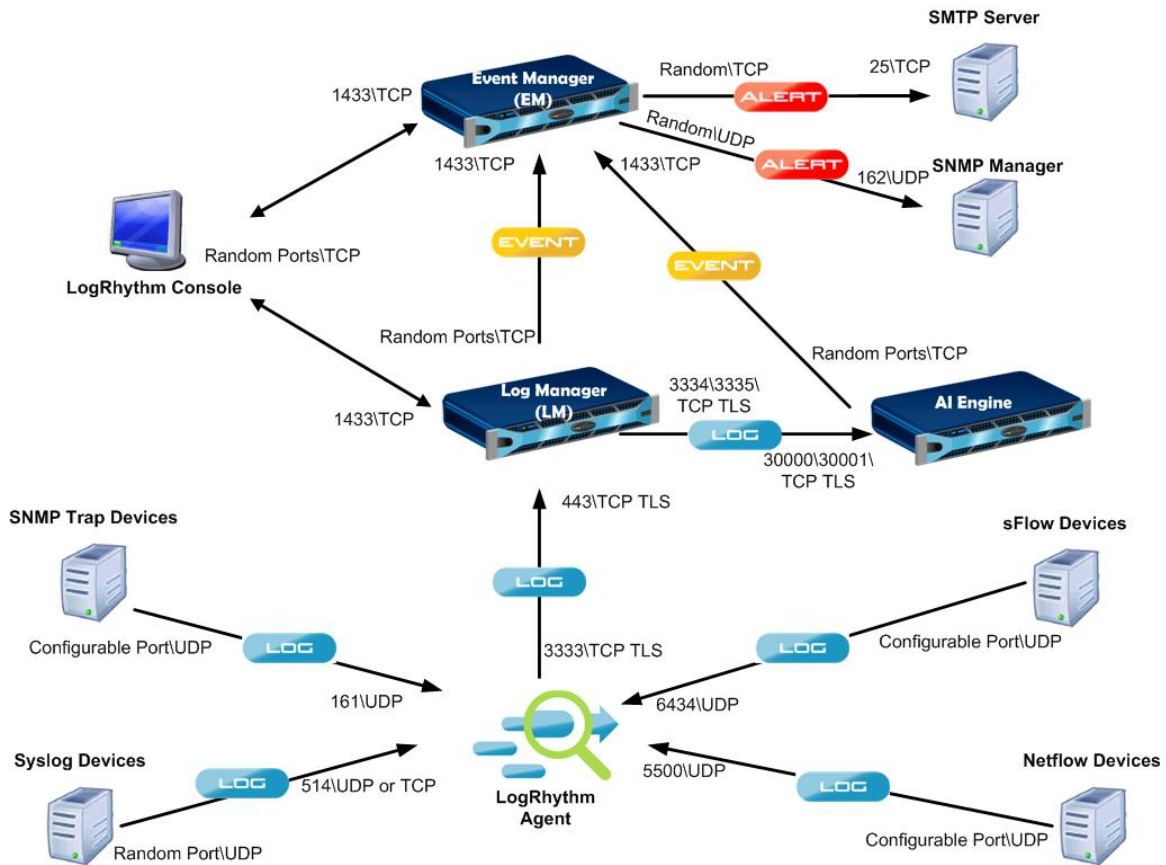 SMTP Server
Event Manager
(EM)
Random\TCP
25\TCP
ALERT
1433\TCP
Random\UDP
1433\TCP
1433\TCP
ALERT
162\UDP
SNMP Manager
EVENT
EVENT
Random Ports\TCP
LogRhythm Console
Random Ports\TCP
Random Ports\TCP
Log Manager
(LM)
3334\3335\
TCP TLS
AI Engine
1433\TCP
LOG
30000\30001\
TCP TLS
443\TCP TLS
SNMP Trap Devices
sFlow Devices
LOG
Configurable Port\UDP
LOG
3333\TCP TLS
LOG
Configurable Port\UDP
161\UDP
6434\UDP
Syslog Devices
5500\UDP
Netflow Devices
LOG
514\UDP or TCP
LOG
LogRhythm
Agent
Random Port\UDP
Configurable Port\UDP